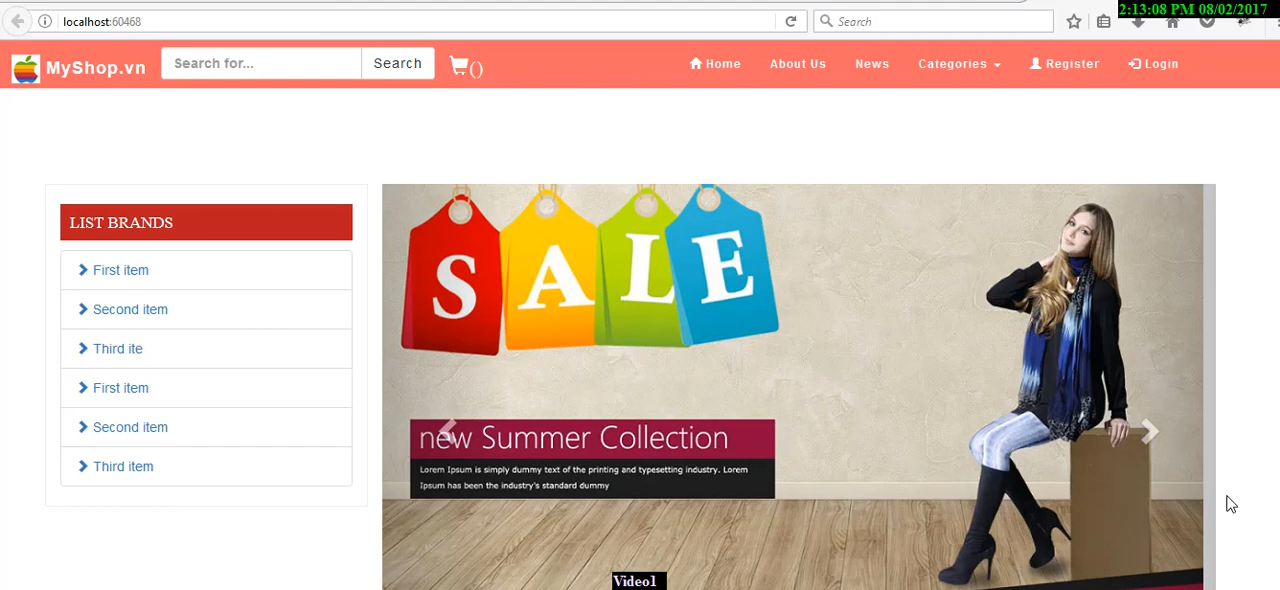 2:13:08 PM 08/02/2017
localhost:60468
Search
MyShop.vn
Search for...
Search
()
Home
About Us
News
Categories
Register
Login
LIST BRANDS
First item
Second item
Third ite
First item
Second item
Third item
SALE
new Summer Collection
Lorem Ipsum is simply dummy text of the printing and typesetting industry. Lorem
Ipsum has been the industry's standard dummy
Video1